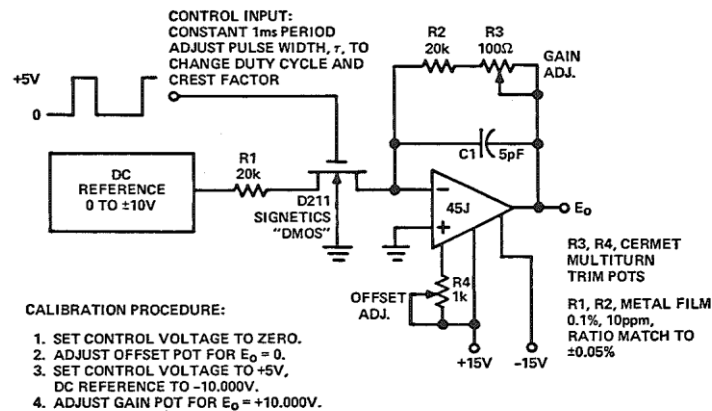 CONTROL INPUT:
CONSTANT 1ms PERIOD
ADJUST PULSE WIDTH, τ, TO
CHANGE DUTY CYCLE AND
CREST FACTOR
+5V
0
R2
20k
R3
100Ω
GAIN
ADJ.
C1
5pF
DC
REFERENCE
0 TO ±10V
R1
20k
D211
SIGNETICS
"DMOS"
−
+
45J
Eo
R4
1k
OFFSET
ADJ.
+15V
-15V
R3, R4, CERMET
MULTITURN
TRIM POTS
R1, R2, METAL FILM
0.1%, 10ppm,
RATIO MATCH TO
±0.05%
CALIBRATION PROCEDURE:
1. SET CONTROL VOLTAGE TO ZERO.
2. ADJUST OFFSET POT FOR Eo = 0.
3. SET CONTROL VOLTAGE TO +5V,
DC REFERENCE TO -10.000V.
4. ADJUST GAIN POT FOR Eo = +10.000V.